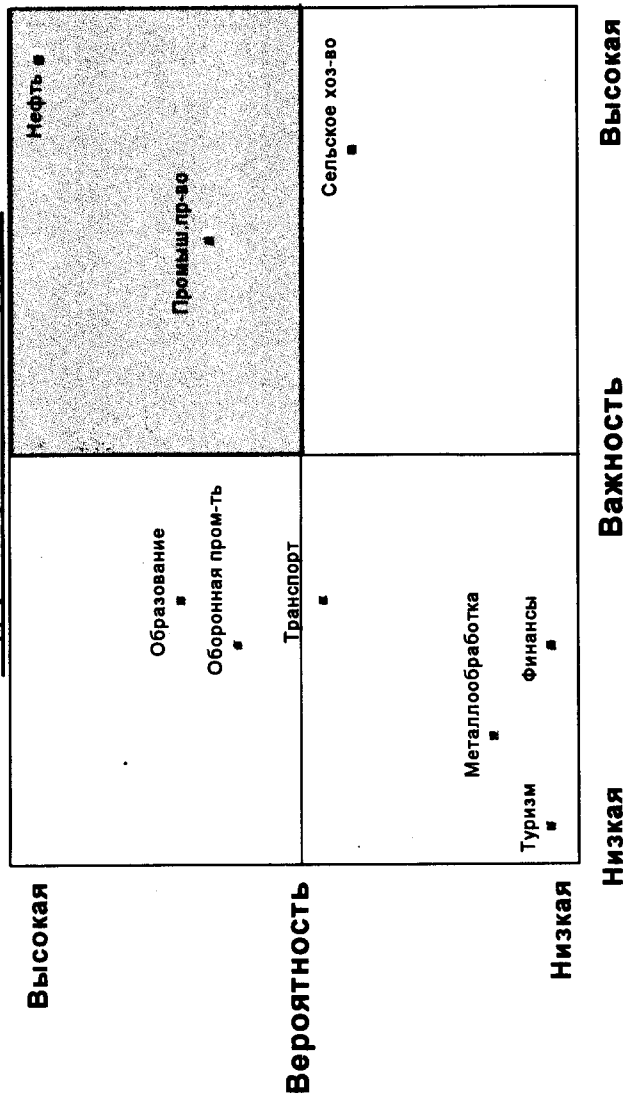 Высокая
Нефть
Образование
Промыш.пр-во
Оборонная пром-ть
Вероятность
Транспорт
Сельское хоз-во
Металлообработка
Туризм
Финансы
Низкая
Низкая
Важность
Высокая